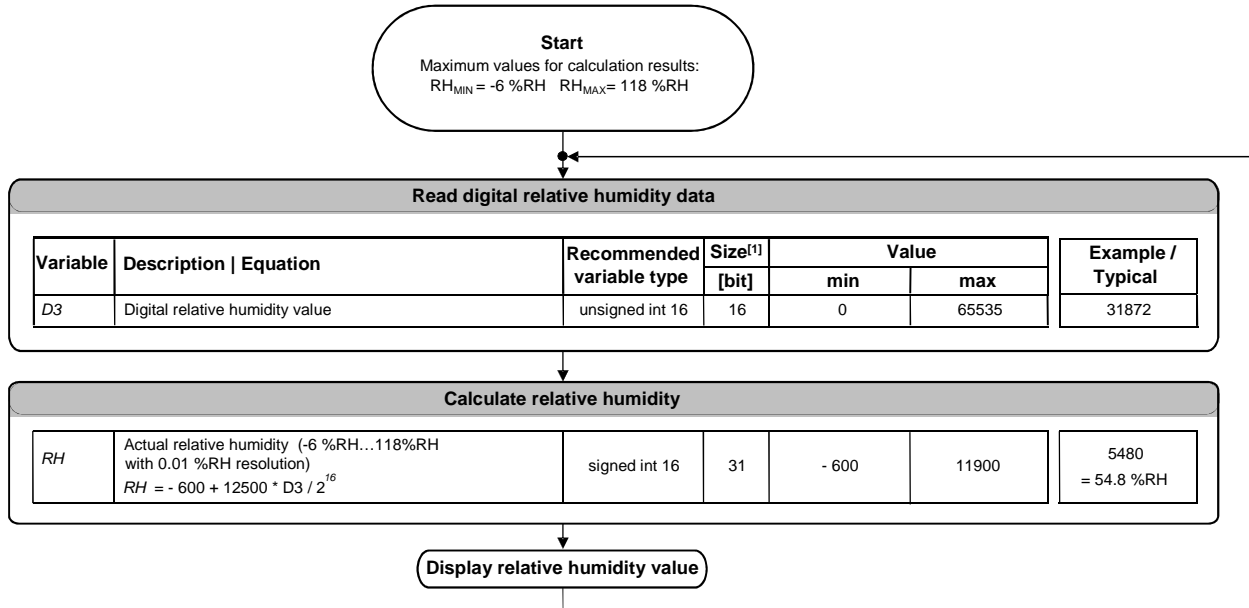 Start
Maximum values for calculation results:
RHMIN = -6 %RH RHMAX= 118 %RH
Read digital relative humidity data
Variable Description | Equation Recommended variable type Size[1] [bit] Value min max Example / Typical
D3 Digital relative humidity value unsigned int 16 16 0 65535 31872
Calculate relative humidity
RH Actual relative humidity (-6 %RH…118%RH
with 0.01 %RH resolution)
RH = - 600 + 12500 * D3 / 2^16
signed int 16 31 - 600 11900 5480
= 54.8 %RH
Display relative humidity value